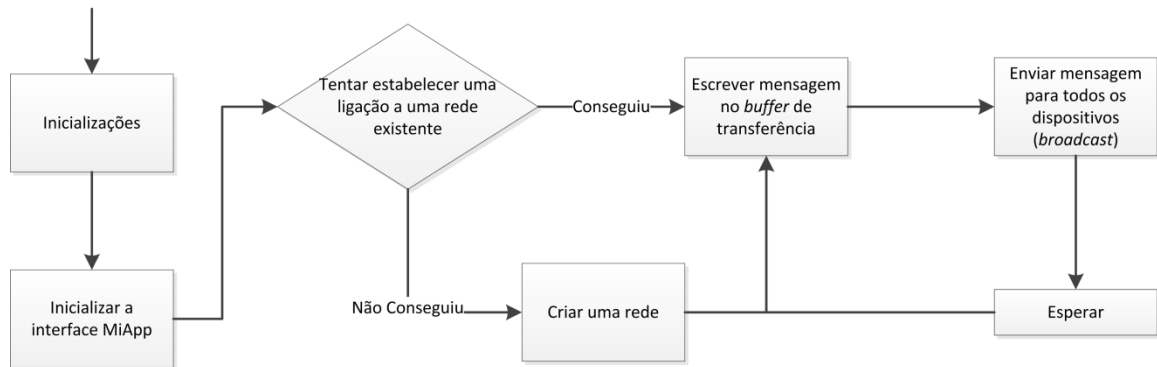 Inicializações
Inicializar a
interface MiApp
Tentar estabelecer uma
ligação a uma rede
existente
Conseguiu
Não Conseguiu
Criar uma rede
Escrever mensagem
no buffer de
transferência
Enviar mensagem
para todos os
dispositivos
(broadcast)
Esperar